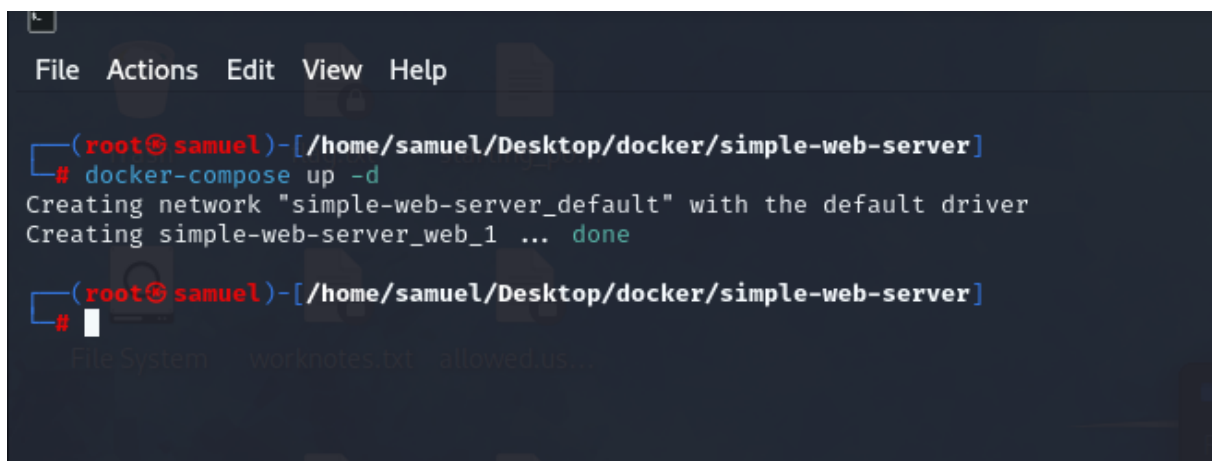 File Actions Edit View Help
┌──(root㉿samuel)-[/home/samuel/Desktop/docker/simple-web-server]
└─# docker-compose up -d
Creating network "simple-web-server_default" with the default driver
Creating simple-web-server_web_1 ... done
┌──(root㉿samuel)-[/home/samuel/Desktop/docker/simple-web-server]
└─#
File System worknotes.txt allowed.us...